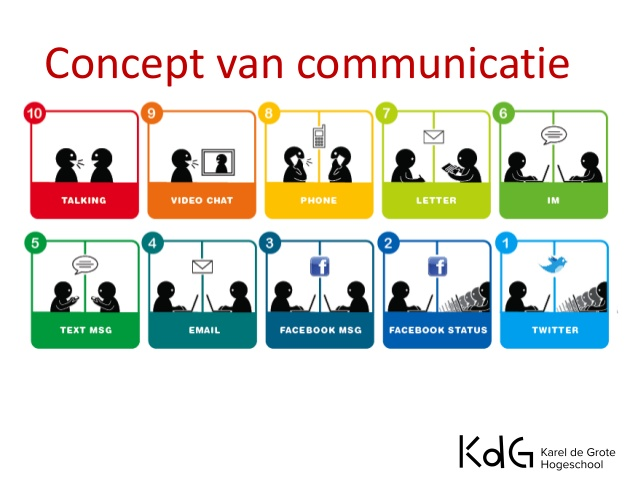 Concept van communicatie
10 9 8 7 6
TALKING VIDEO CHAT PHONE LETTER IM
5 4 3 2 1
f f
TEXT MSG EMAIL FACEBOOK MSG FACEBOOK STATUS TWITTER
KdG Karel de Grote
Hogeschool